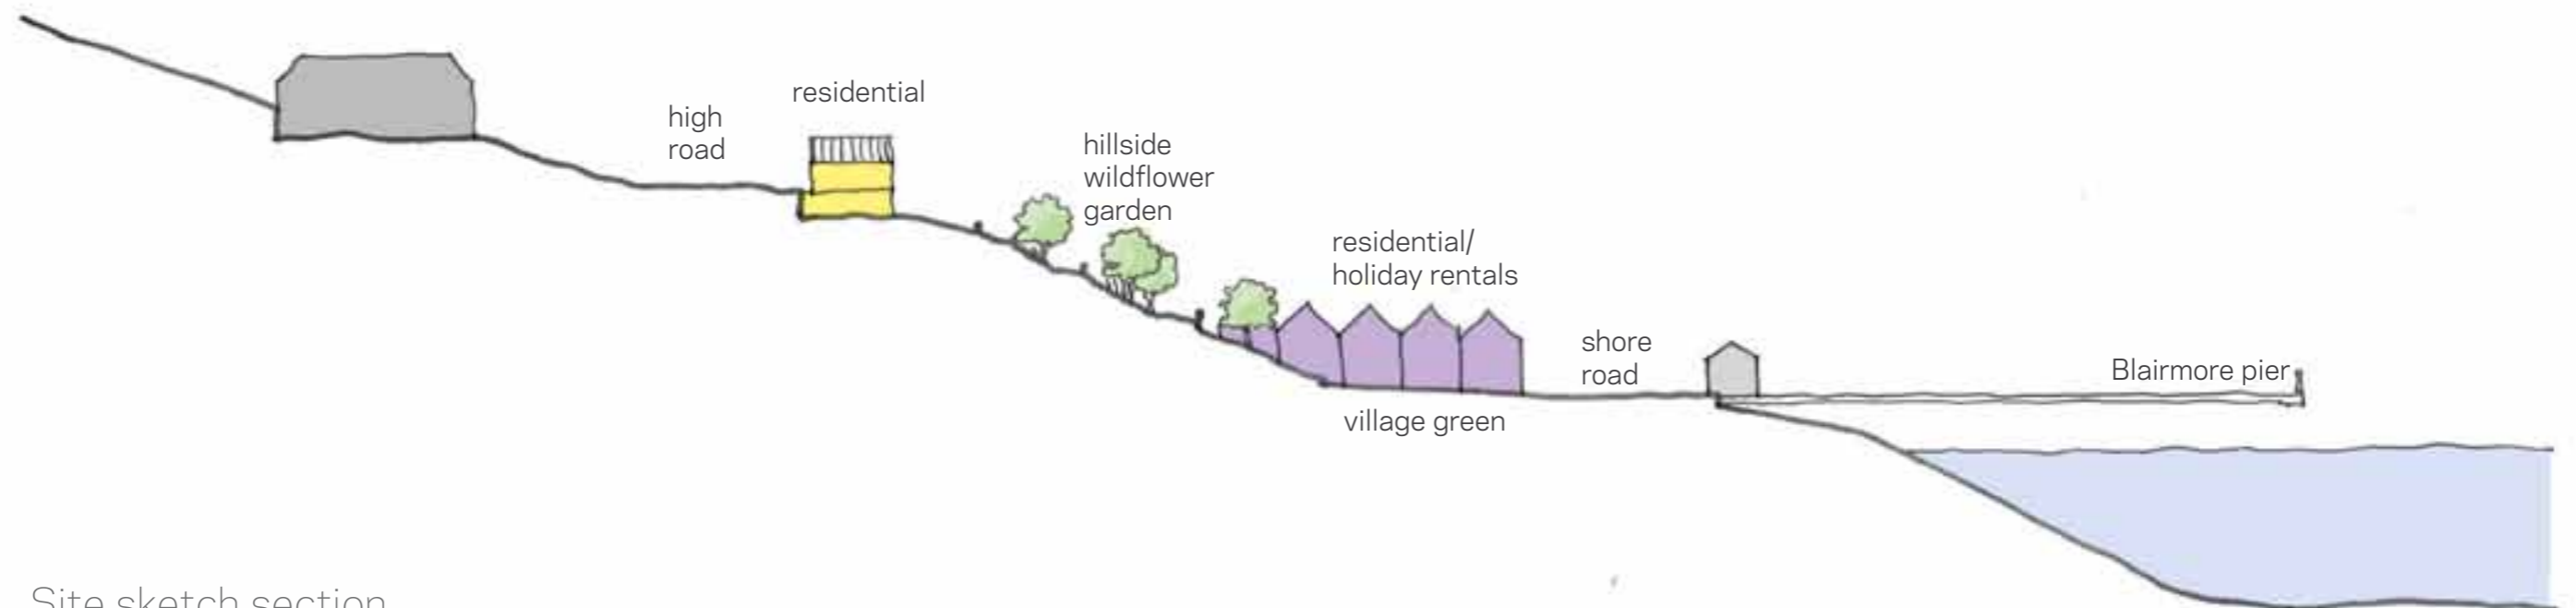 residential
high
road
hillside
wildflower
garden
residential/
holiday rentals
shore
road
Blairmore pier
village green
Site sketch section